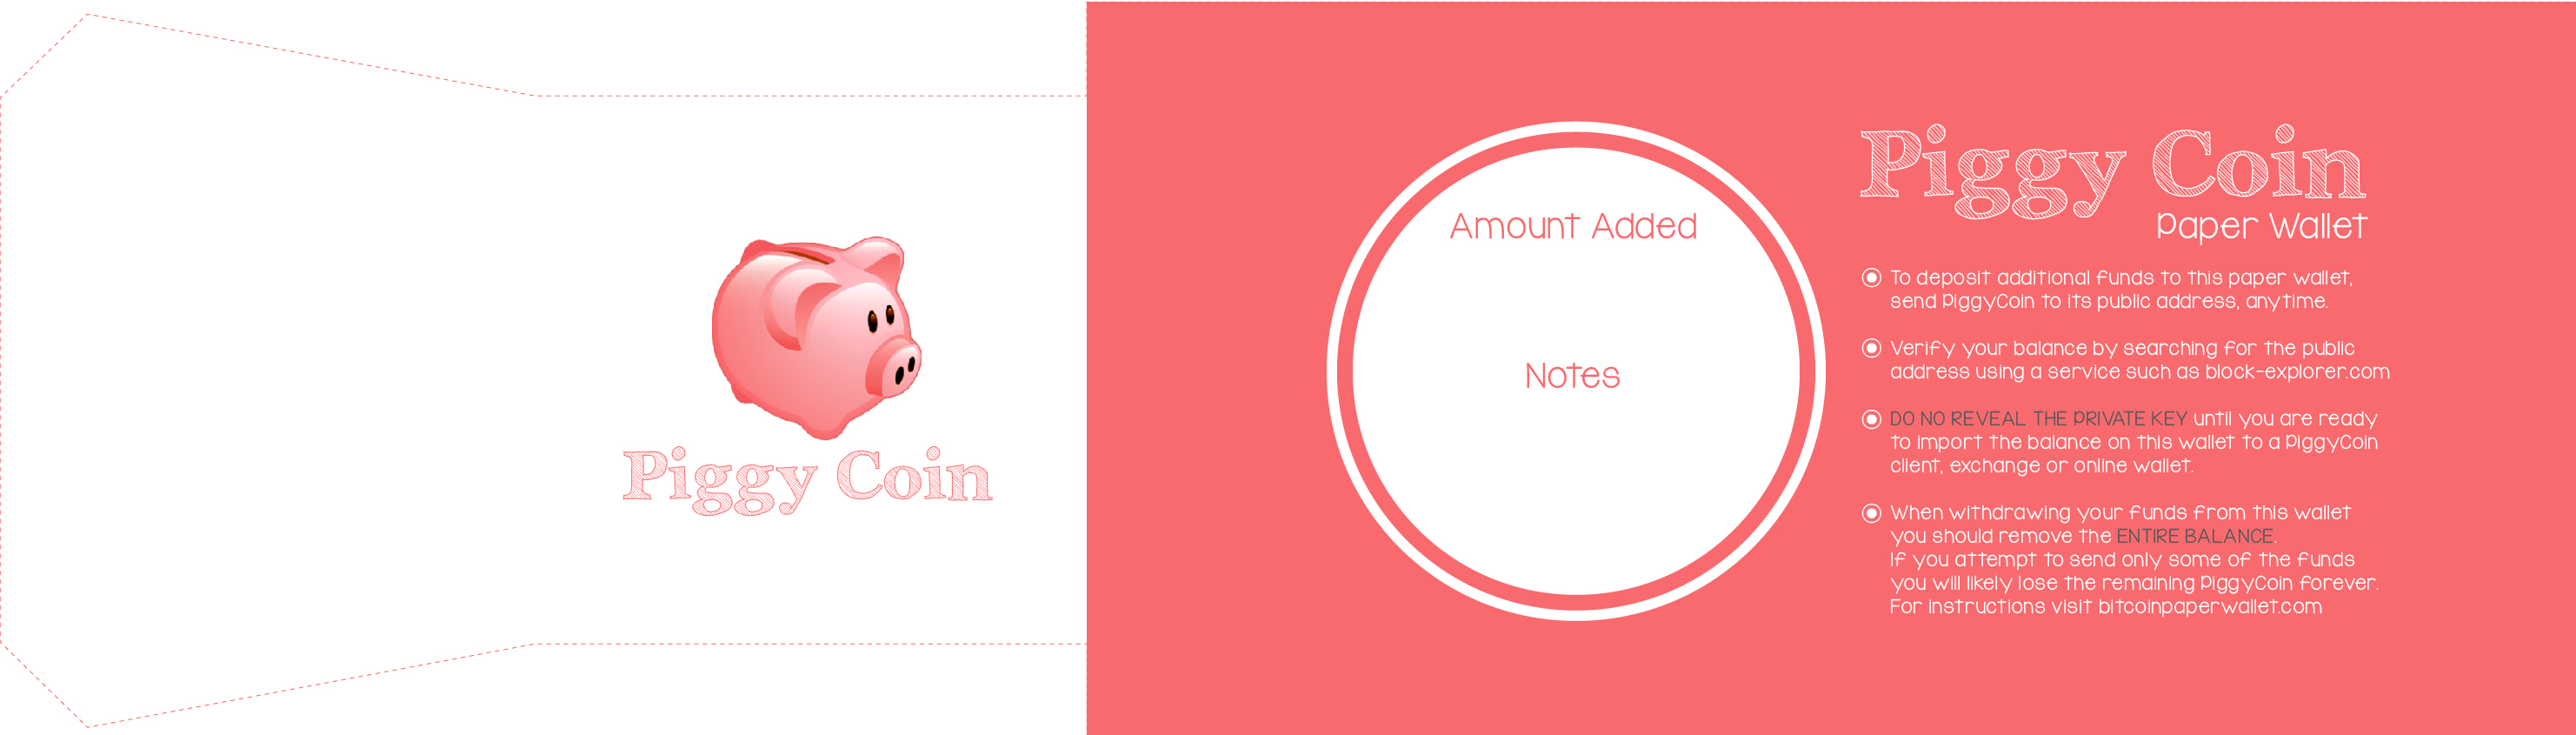 Piggy Coin
Amount Added
Notes
Piggy Coin
Paper Wallet
To deposit additional funds to this paper wallet,
send PiggyCoin to its public address, anytime.
Verify your balance by searching for the public
address using a service such as block-explorer.com
DO NO REVEAL THE PRIVATE KEY until you are ready
to import the balance on this wallet to a PiggyCoin
client, exchange or online wallet.
When withdrawing your funds from this wallet
you should remove the ENTIRE BALANCE.
If you attempt to send only some of the funds
you will likely lose the remaining PiggyCoin forever.
For instructions visit bitcoinpaperwallet.com